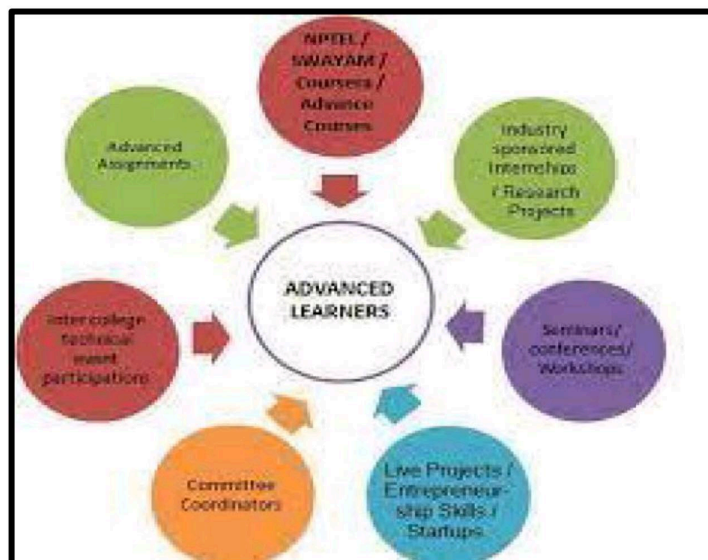 NPTEL /
SWAYAM /
Coursera /
Advance
Courses
Industry
sponsored
Internships
/ Research
Projects
Seminars/
conferences/
Workshops
Live Projects /
Entrepreneur-
ship Skills /
Startups
Committee
Coordinators
Inter college
technical
event
participations
Advanced
Assignments
ADVANCED
LEARNERS